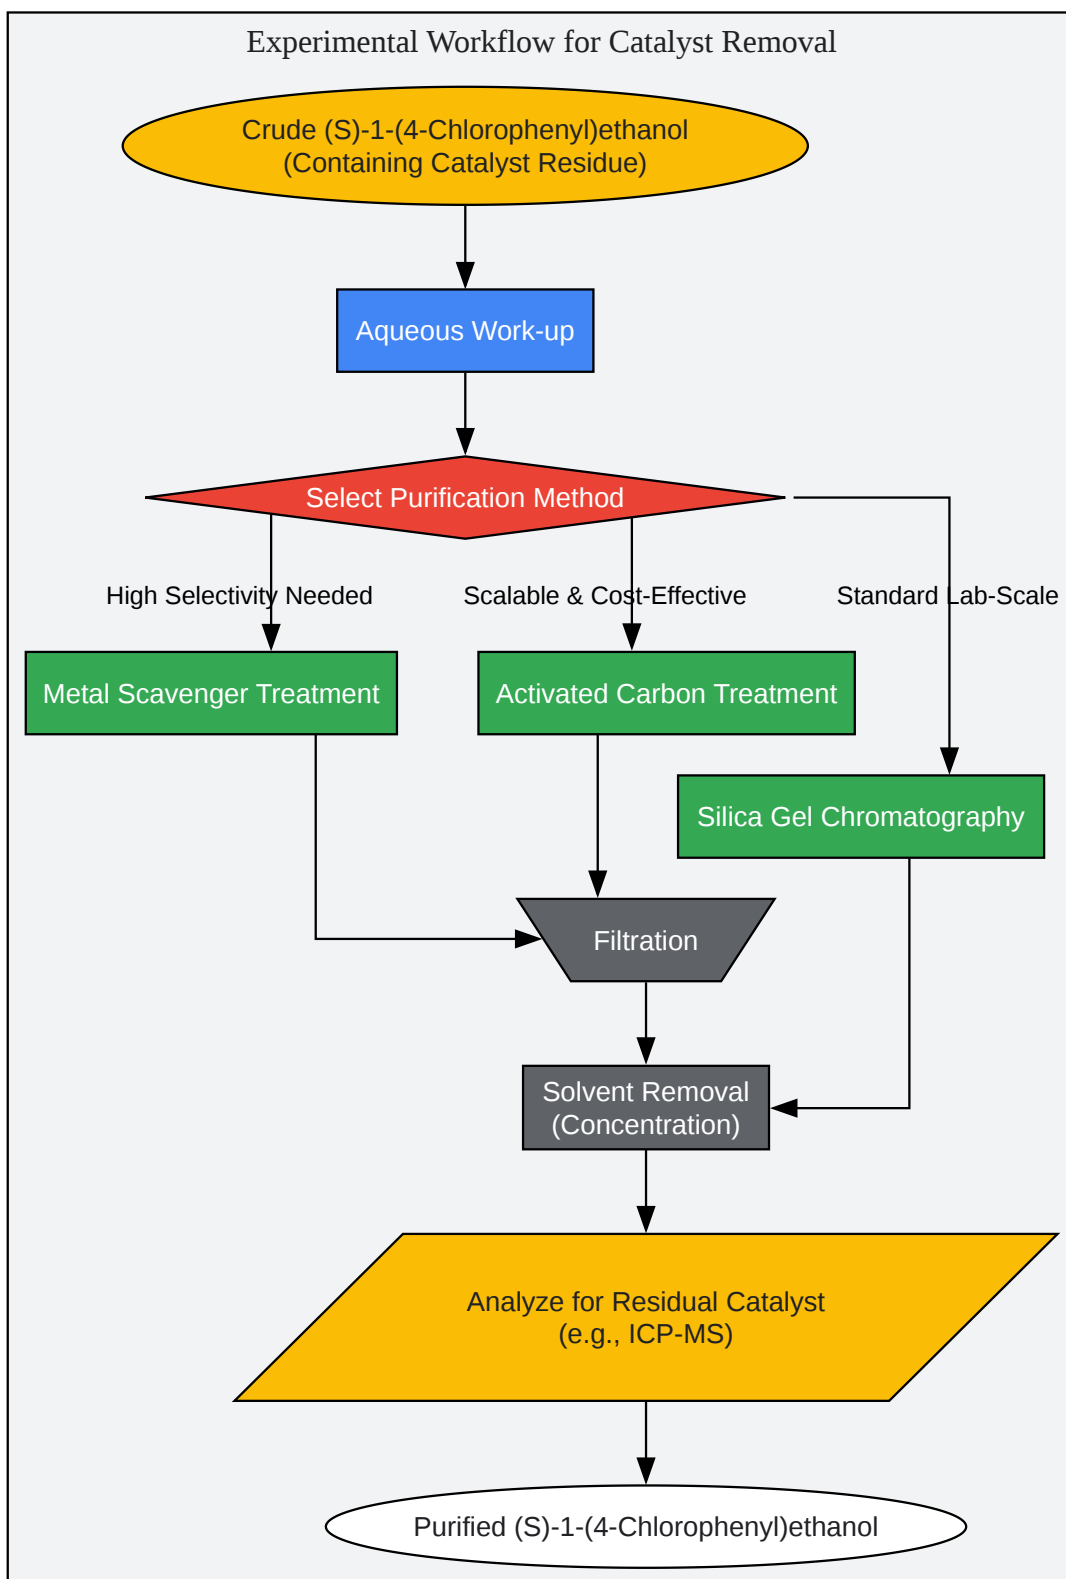 Experimental Workflow for Catalyst Removal
Crude (S)-1-(4-Chlorophenyl)ethanol
(Containing Catalyst Residue)
Aqueous Work-up
Select Purification Method
High Selectivity Needed
Scalable & Cost-Effective
Standard Lab-Scale
Metal Scavenger Treatment
Activated Carbon Treatment
Silica Gel Chromatography
Filtration
Solvent Removal
(Concentration)
Analyze for Residual Catalyst
(e.g., ICP-MS)
Purified (S)-1-(4-Chlorophenyl)ethanol